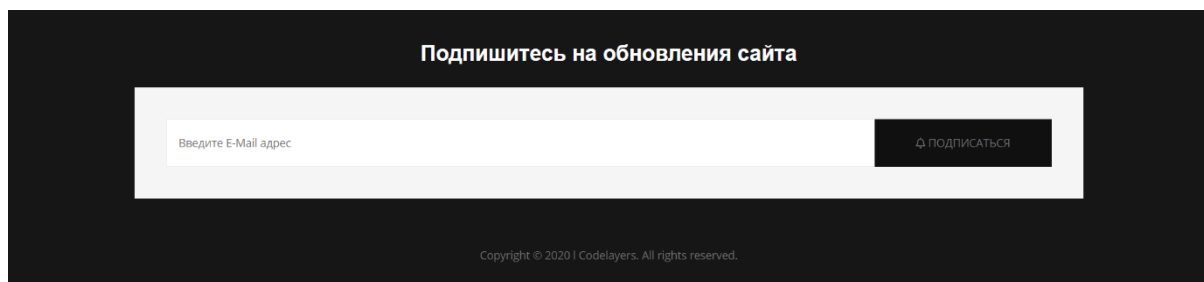 Подпишитесь на обновления сайта
Введите E-Mail адрес
ПОДПИСАТЬСЯ
Copyright © 2020 l Codelayers. All rights reserved.